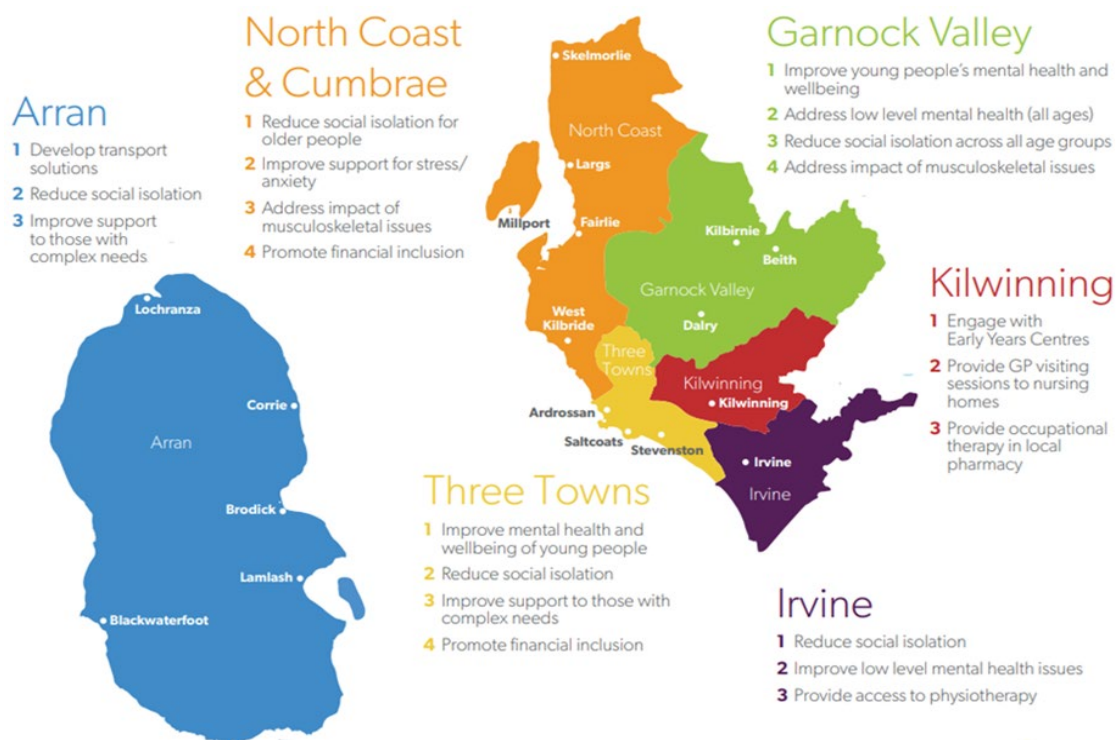 Arran
1 Develop transport
solutions
2 Reduce social isolation
3 Improve support
to those with
complex needs
North Coast
& Cumbrae
1 Reduce social isolation for
older people
2 Improve support for stress/
anxiety
3 Address impact of
musculoskeletal issues
4 Promote financial inclusion
Garnock Valley
1 Improve young people's mental health and
wellbeing
2 Address low level mental health (all ages)
3 Reduce social isolation across all age groups
4 Address impact of musculoskeletal issues
Kilwinning
1 Engage with
Early Years Centres
2 Provide GP visiting
sessions to nursing
homes
3 Provide occupational
therapy in local
pharmacy
Three Towns
1 Improve mental health and
wellbeing of young people
2 Reduce social isolation
3 Improve support to those with
complex needs
4 Promote financial inclusion
Irvine
1 Reduce social isolation
2 Improve low level mental health issues
3 Provide access to physiotherapy
Skelmorlie
North Coast
Largs
Millport
Fairlie
Kilbirnie
Beith
Garnock Valley
West
Kilbride
Dalry
Three
Towns
Kilwinning
Kilwinning
Ardrossan
Saltcoats
Stevenston
Irvine
Irvine
Lochranza
Corrie
Arran
Brodick
Lamlash
Blackwaterfoot